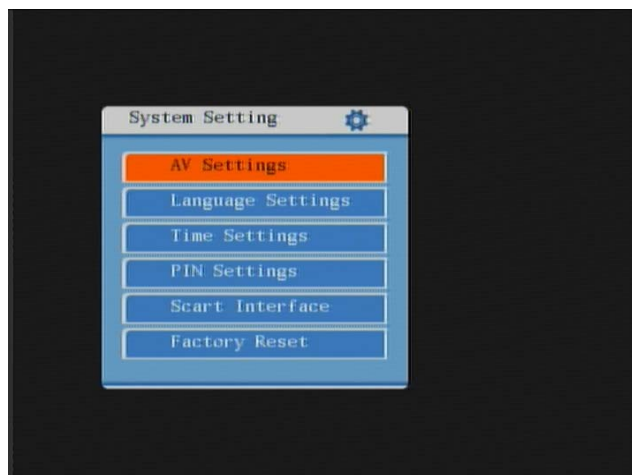 System Setting
AV Settings
Language Settings
Time Settings
PIN Settings
Scart Interface
Factory Reset